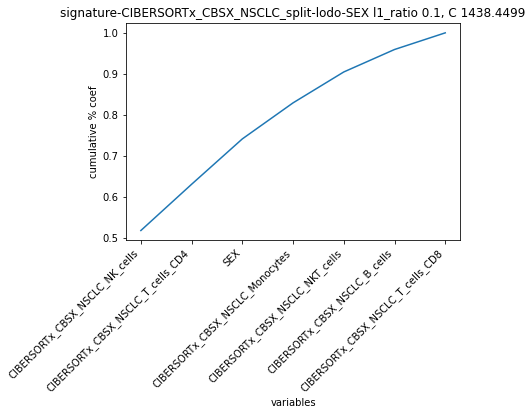 signature-CIBERSORTx_CBSX_NSCLC_split-lodo-SEX l1_ratio 0.1, C 1438.4499
cumulative % coef
1.0
0.9
0.8
0.7
0.6
0.5
CIBERSORTx_CBSX_NSCLC_NK_cells
CIBERSORTx_CBSX_NSCLC_T_cells_CD4
SEX
CIBERSORTx_CBSX_NSCLC_Monocytes
CIBERSORTx_CBSX_NSCLC_NKT_cells
CIBERSORTx_CBSX_NSCLC_B_cells
CIBERSORTx_CBSX_NSCLC_T_cells_CD8
variables